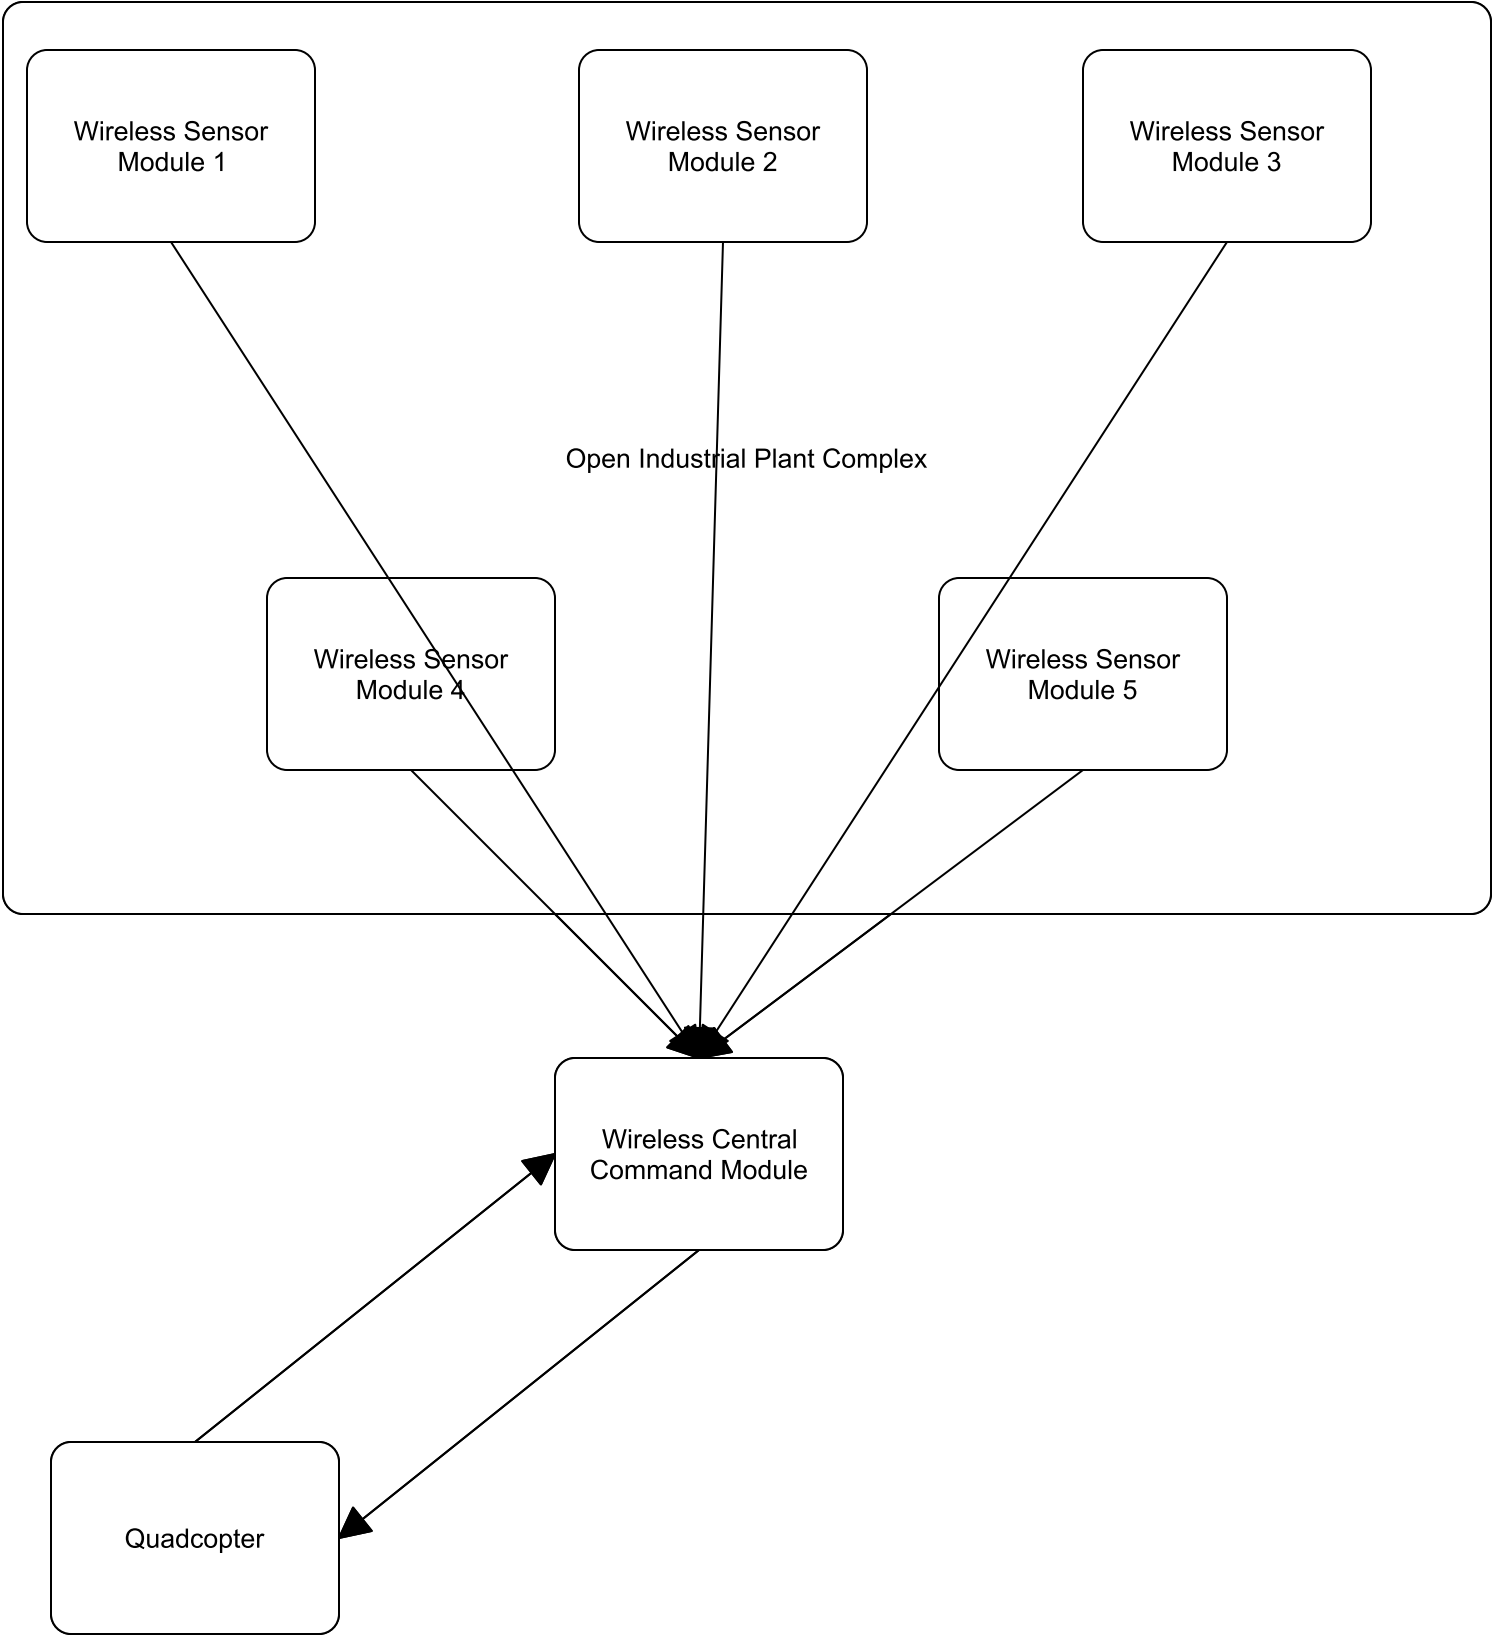 Wireless Sensor
Module 1
Wireless Sensor
Module 2
Wireless Sensor
Module 3
Open Industrial Plant Complex
Wireless Sensor
Module 4
Wireless Sensor
Module 5
Wireless Central
Command Module
Quadcopter